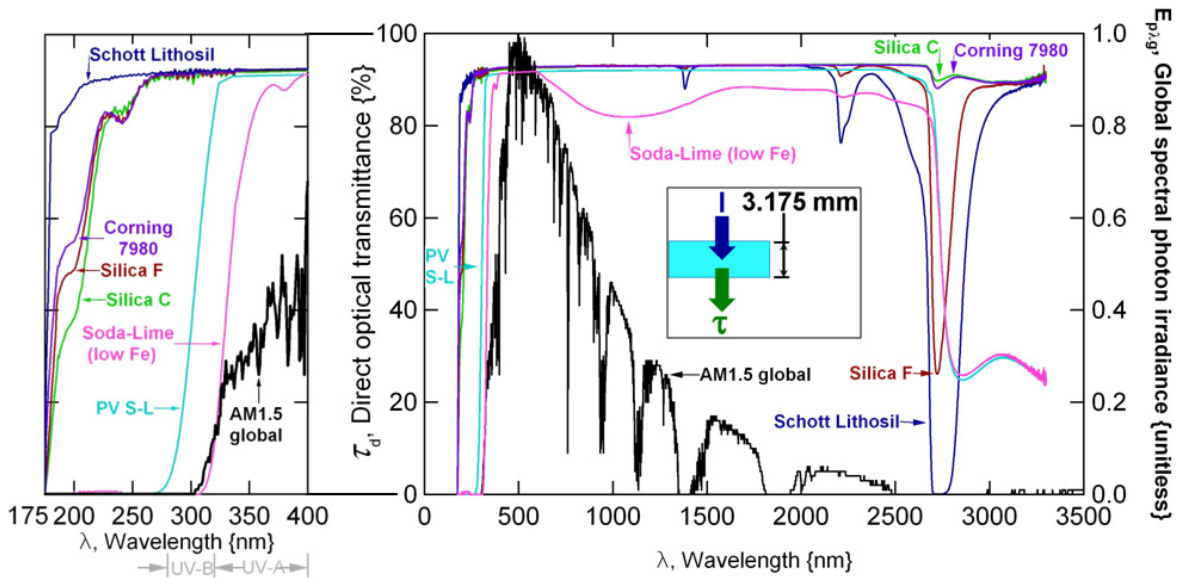 Schott Lithosil
Corning
7980
Silica F
Silica C
Soda-Lime
(low Fe)
PV S-L
AM1.5
global
175 200 250 300 350 400
λ, Wavelength {nm}
UV-B UV-A
τd, Direct optical transmittance {%}
100
80
60
40
20
0
Silica C
Corning 7980
Soda-Lime (low Fe)
I
3.175 mm
τ
PV
S-L
AM1.5 global
Silica F
Schott Lithosil
0 500 1000 1500 2000 2500 3000 3500
λ, Wavelength {nm}
1.0
0.8
0.6
0.4
0.2
0.0
Epλg, Global spectral photon irradiance {unitless}